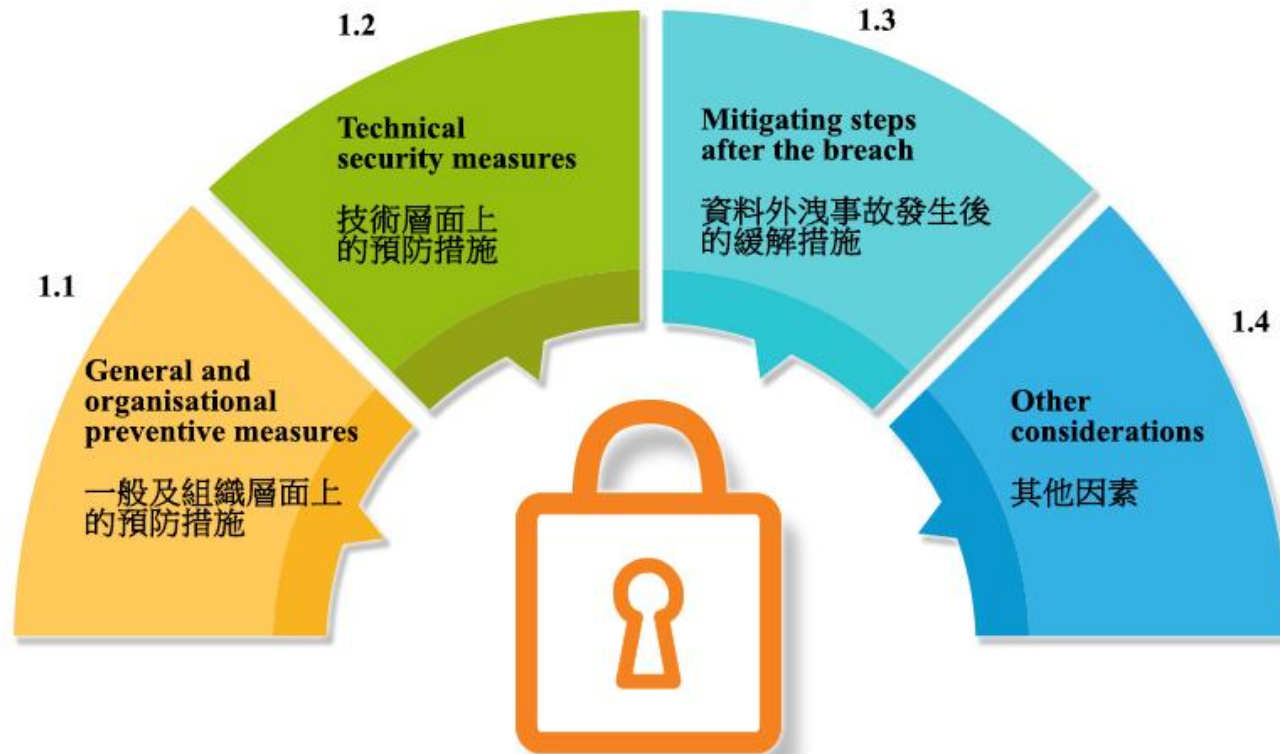 1.1
General and
organisational
preventive measures
一般及組織層面上
的預防措施
1.2
Technical
security measures
技術層面上
的預防措施
1.3
Mitigating steps
after the breach
資料外洩事故發生後
的緩解措施
1.4
Other
considerations
其他因素